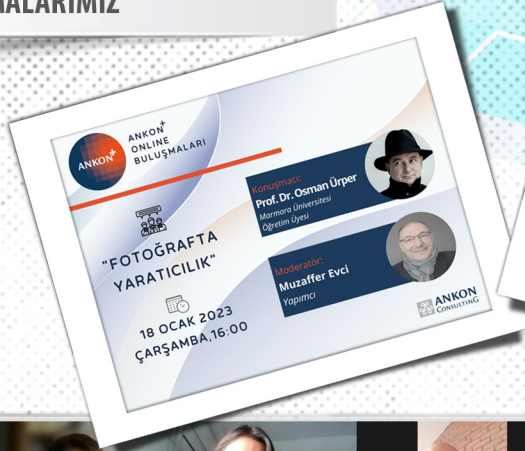 ANKON+
ANKON+
ONLINE
BULUŞMALARI
"FOTOĞRAFTA
YARATICILIK"
18 OCAK 2023
ÇARŞAMBA,16:00
Konuşmacı:
Prof. Dr. Osman Ürper
Marmara Üniversitesi
Öğretim Üyesi
Moderatör:
Muzaffer Evci
Yapımcı
ANKON
CONSULTING